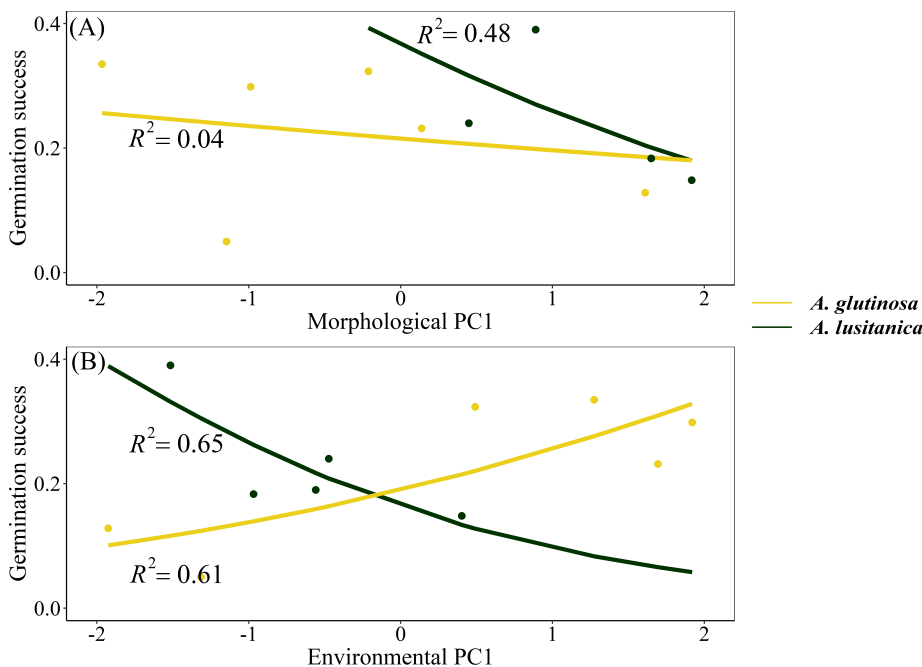 (A)
R² = 0.48
R² = 0.04
Germination success
0.4
0.2
0.0
-2 -1 0 1 2
Morphological PC1
A. glutinosa
A. lusitanica
(B)
R² = 0.65
R² = 0.61
Germination success
0.4
0.2
0.0
-2 -1 0 1 2
Environmental PC1